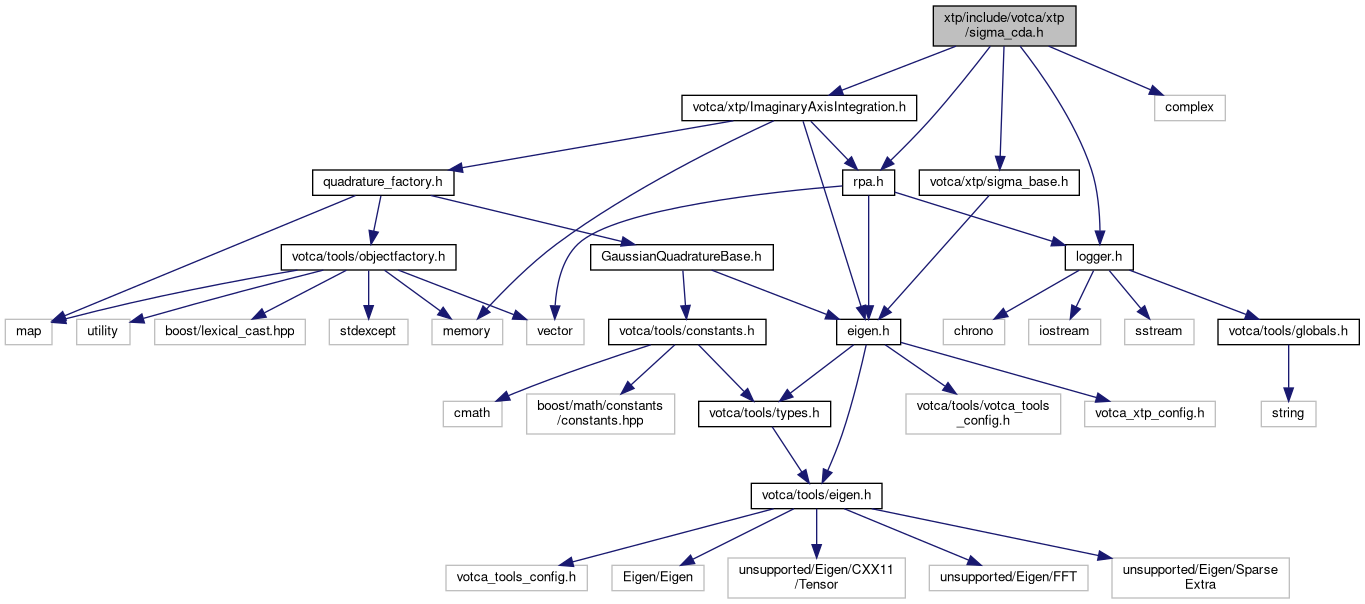 xtp/include/votca/xtp
/sigma_cda.h
votca/xtp/ImaginaryAxisIntegration.h
complex
quadrature_factory.h
rpa.h
votca/xtp/sigma_base.h
votca/tools/objectfactory.h
GaussianQuadratureBase.h
logger.h
map
utility
boost/lexical_cast.hpp
stdexcept
memory
vector
votca/tools/constants.h
eigen.h
chrono
iostream
sstream
votca/tools/globals.h
cmath
boost/math/constants
/constants.hpp
votca/tools/types.h
votca/tools/votca_tools
_config.h
votca_xtp_config.h
string
votca/tools/eigen.h
votca_tools_config.h
Eigen/Eigen
unsupported/Eigen/CXX11
/Tensor
unsupported/Eigen/FFT
unsupported/Eigen/Sparse
Extra